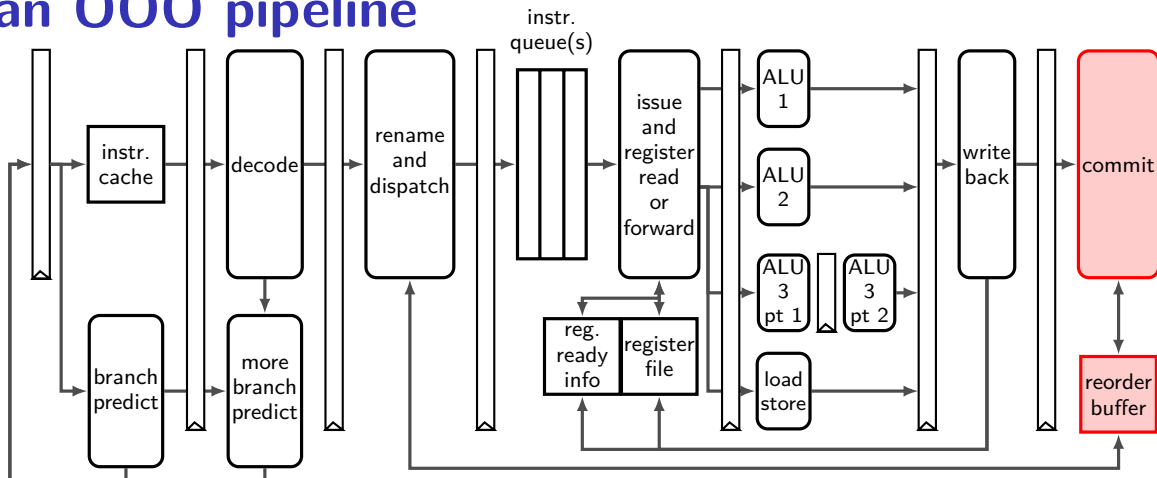 an OOO pipeline
instr.
queue(s)
instr.
cache
decode
rename
and
dispatch
issue
and
register
read
or
forward
ALU
1
ALU
2
ALU
3
pt 1
ALU
3
pt 2
load
store
write
back
commit
branch
predict
more
branch
predict
reg.
ready
info
register
file
reorder
buffer